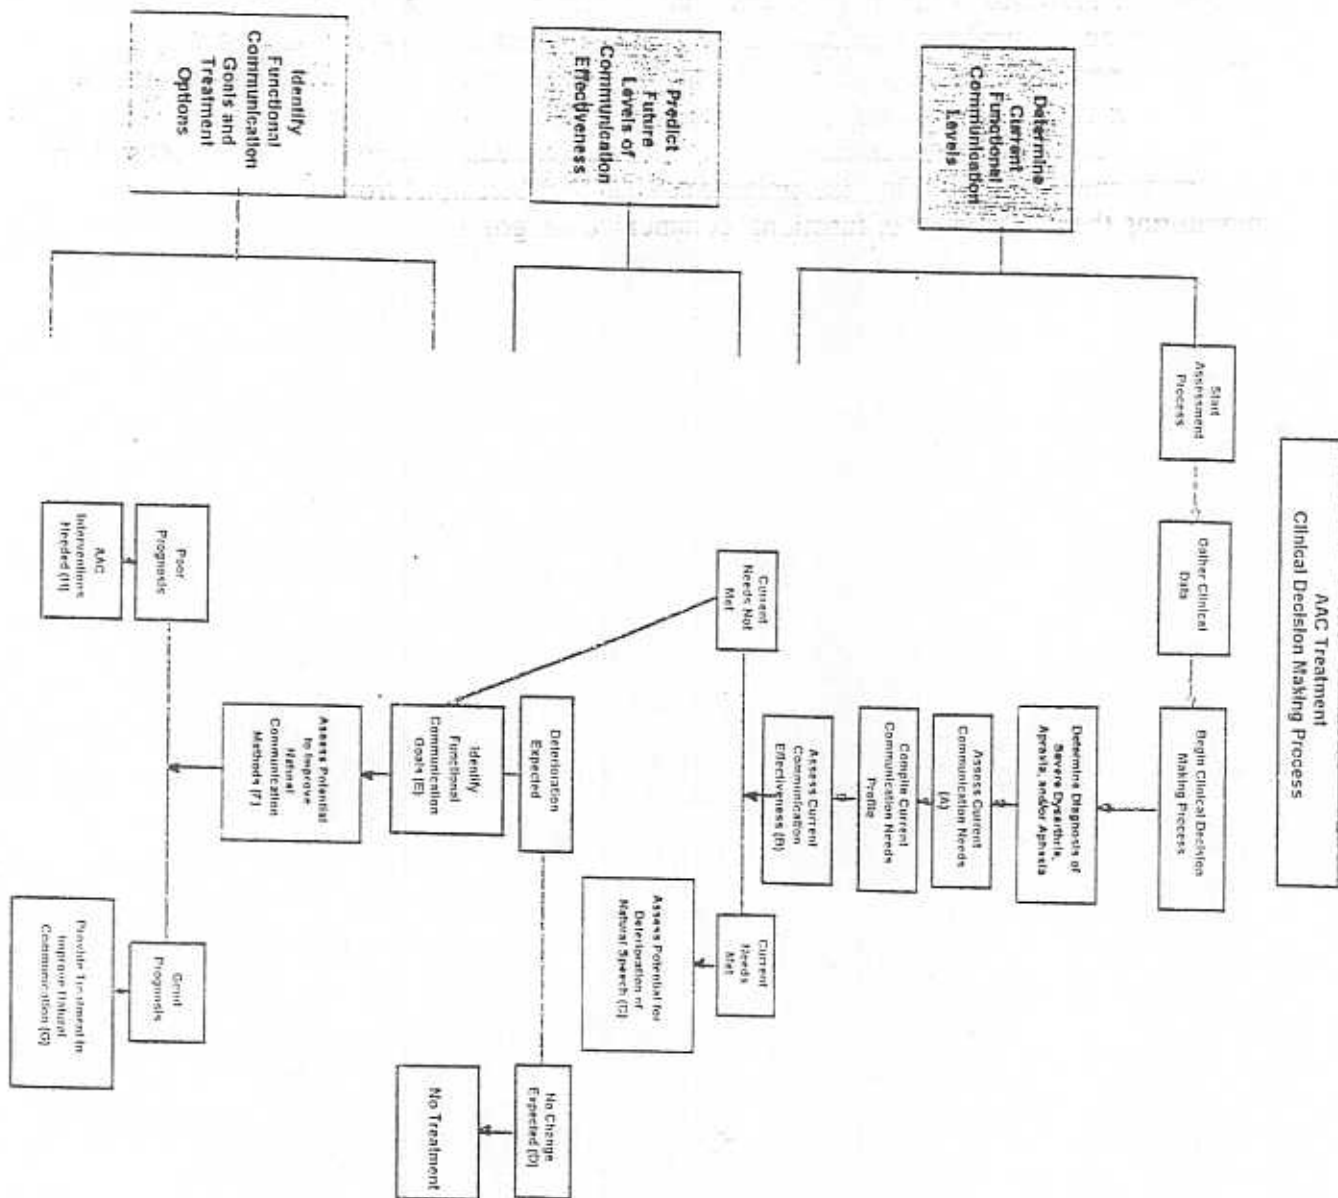 AAC Treatment
Clinical Decision Making Process
Determine
Current
Functional
Communication
Levels
Start
Assessment
Process
Gather Clinical
Data
Begin Clinical Decision
Making Process
Determine Diagnosis of
Severe Dysarthria,
Apraxia, and/or Aphasia
Assess Current
Communication Needs
(A)
Compile Current
Communication Needs
Profile
Assess Current
Communication
Effectiveness (B)
Current
Needs Not
Met
Current
Needs
Met
Predict
Future
Levels of
Communication
Effectiveness
Assess Potential for
Deterioration of
Natural Speech (C)
Deterioration
Expected
No Change
Expected (D)
No Treatment
Identify
Functional
Communication
Goals and
Treatment
Options
Identify
Functional
Communication
Goals (E)
Assess Potential
to Improve
Natural
Communication
Methods (F)
Poor
Prognosis
Good
Prognosis
AAC
Interventions
Needed (H)
Provide Treatment to
Improve Natural
Communication (G)